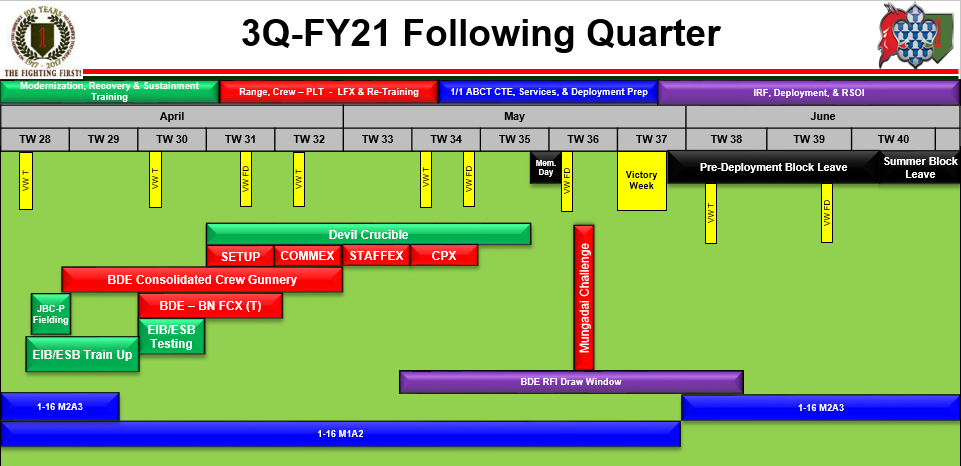 100 YEARS
1
1917 - 2017
THE FIGHTING FIRST!
3Q-FY21 Following Quarter
Modernization, Recovery & Sustainment
Training
Range, Crew – PLT - LFX & Re-Training
1/1 ABCT CTE, Services, & Deployment Prep
IRF, Deployment, & RSOI
April
May
June
TW 28
TW 29
TW 30
TW 31
TW 32
TW 33
TW 34
TW 35
TW 36
TW 37
TW 38
TW 39
TW 40
VW T
VW T
VW FD
VW T
VW T
VW FD
Mem.
Day
VW FD
Victory
Week
Pre-Deployment Block Leave
Summer Block
Leave
VW T
VW FD
Devil Crucible
SETUP
COMMEX
STAFFEX
CPX
BDE Consolidated Crew Gunnery
Mungadai Challenge
JBC-P
Fielding
BDE – BN FCX (T)
EIB/ESB
Testing
EIB/ESB Train Up
BDE RFI Draw Window
1-16 M2A3
1-16 M2A3
1-16 M1A2